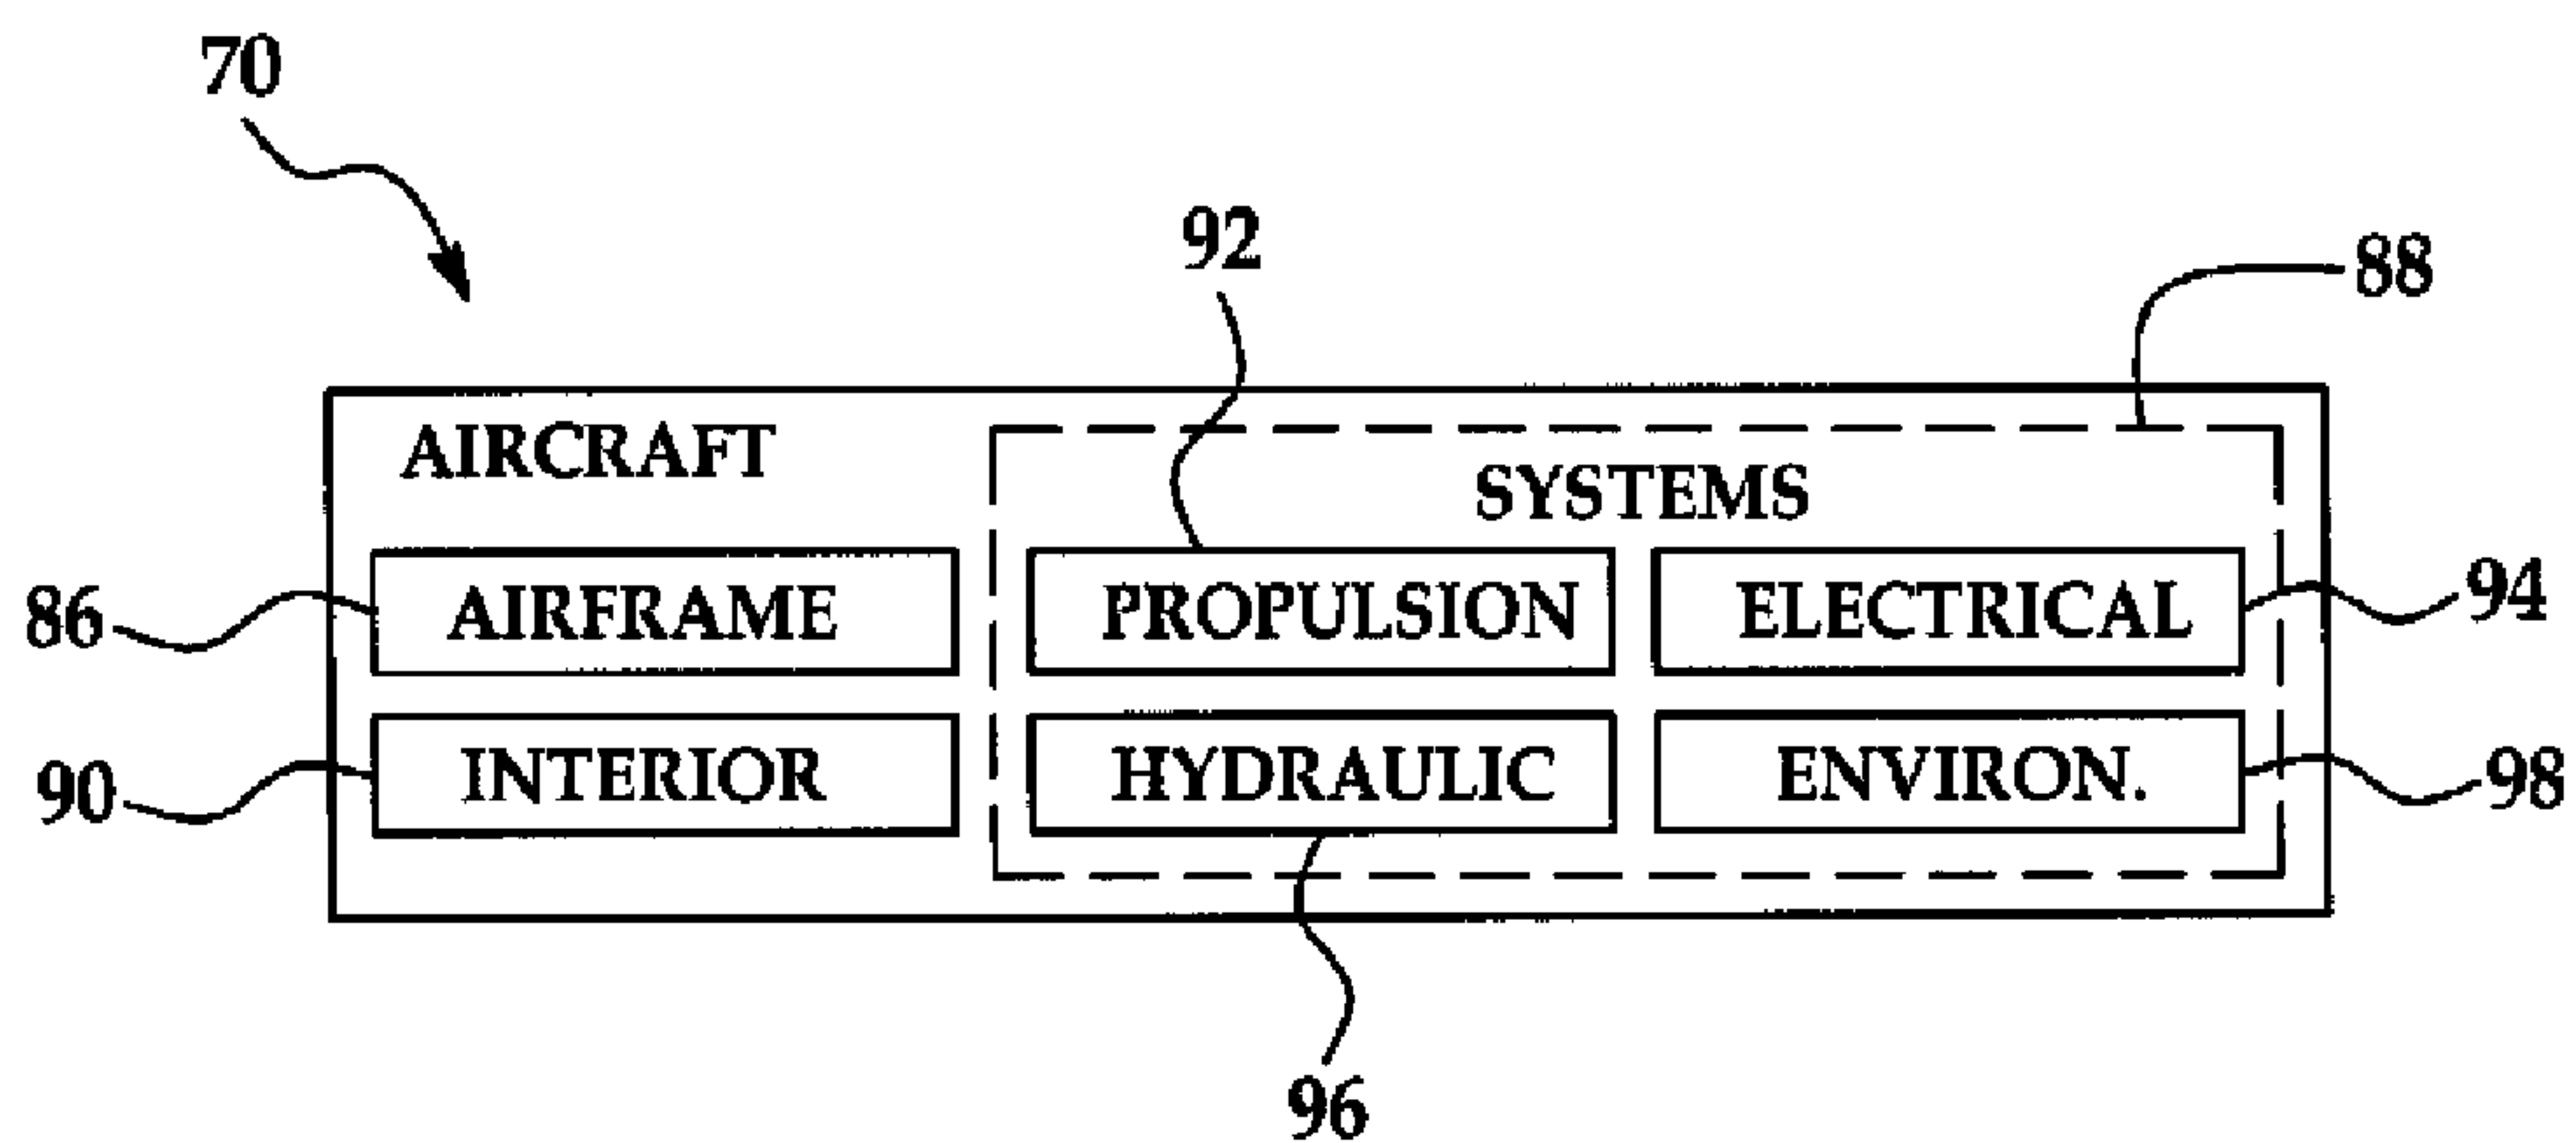 70
92
88
AIRCRAFT
SYSTEMS
86
AIRFRAME
PROPULSION
ELECTRICAL
94
90
INTERIOR
HYDRAULIC
ENVIRON.
98
96